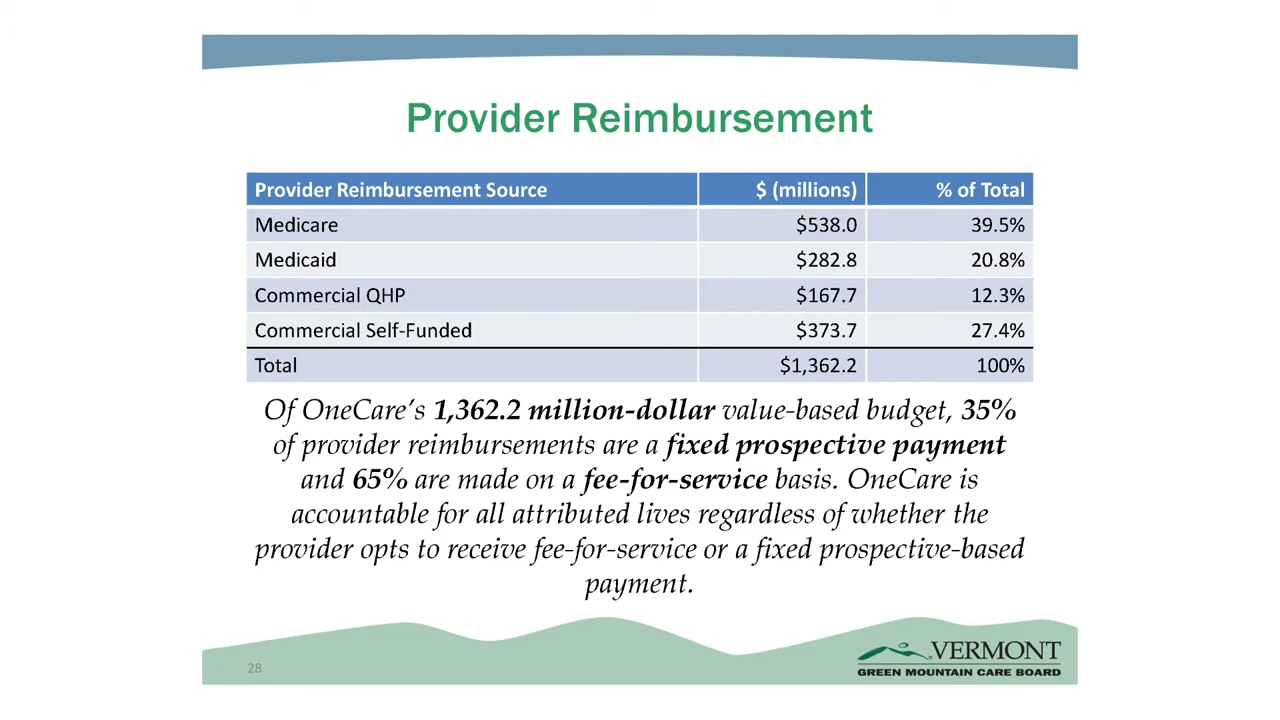 Provider Reimbursement
Provider Reimbursement Source $ (millions) % of Total
Medicare $538.0 39.5%
Medicaid $282.8 20.8%
Commercial QHP $167.7 12.3%
Commercial Self-Funded $373.7 27.4%
Total $1,362.2 100%
Of OneCare’s 1,362.2 million-dollar value-based budget, 35%
of provider reimbursements are a fixed prospective payment
and 65% are made on a fee-for-service basis. OneCare is
accountable for all attributed lives regardless of whether the
provider opts to receive fee-for-service or a fixed prospective-based
payment.
28
VERMONT
GREEN MOUNTAIN CARE BOARD